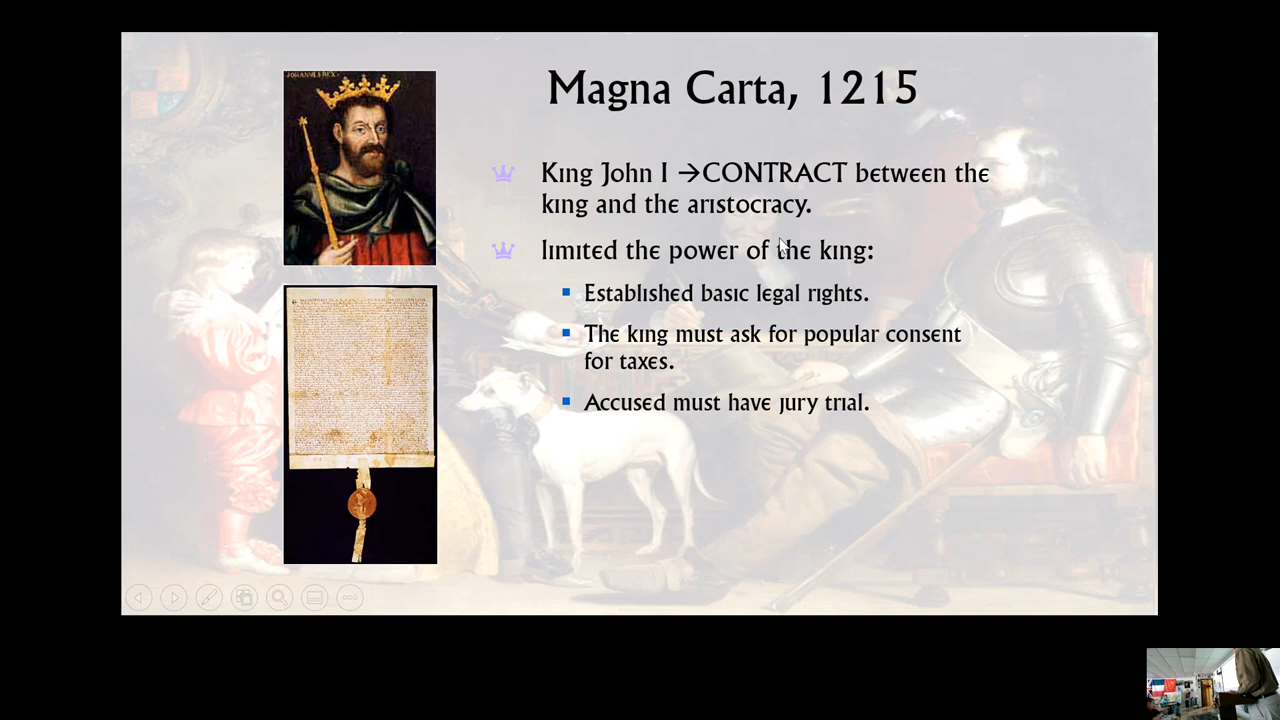 Magna Carta, 1215
King John I →CONTRACT between the
king and the aristocracy.
limited the power of the king:
Established basic legal rights.
The king must ask for popular consent
for taxes.
Accused must have jury trial.